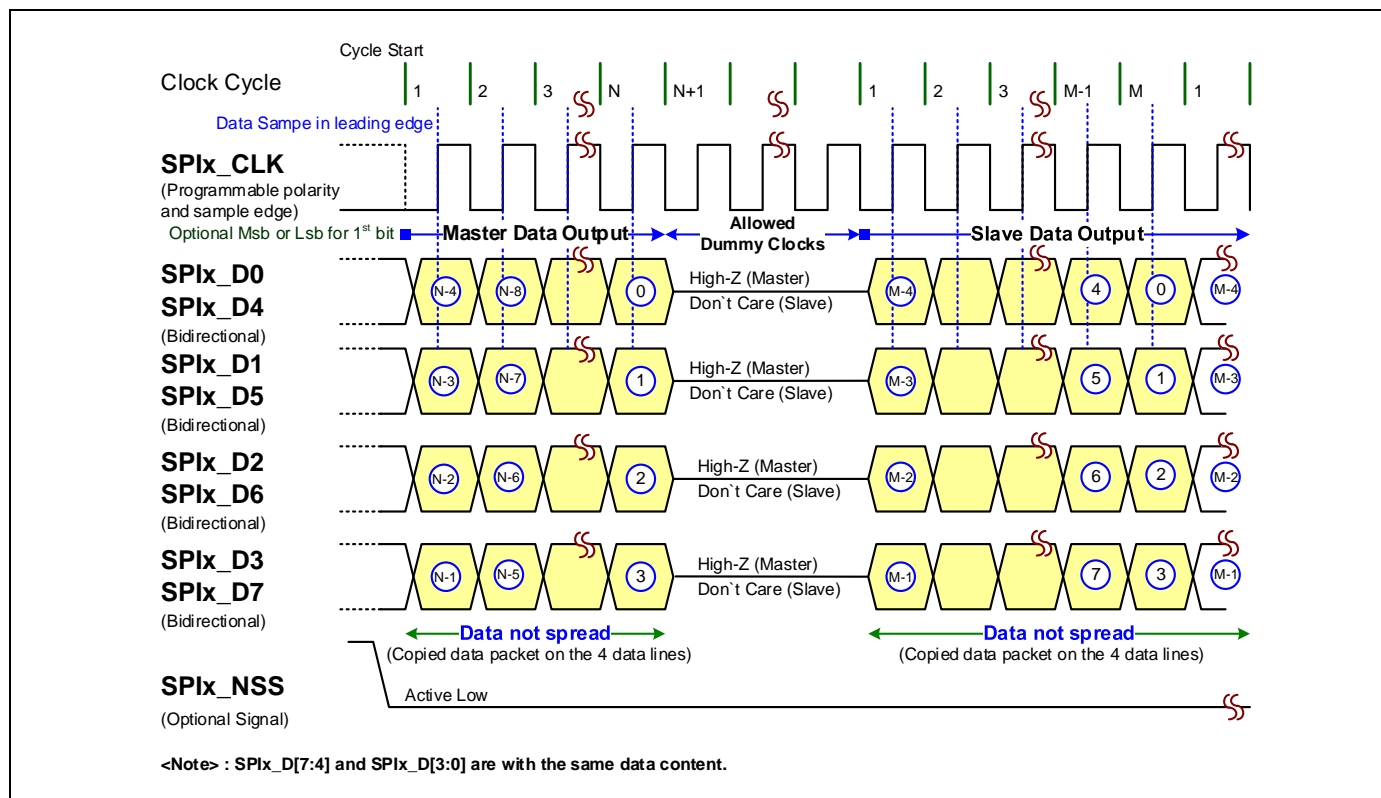 Cycle Start
Clock Cycle
1 2 3 N N+1 1 2 3 M-1 M 1
Data Sampe in leading edge
SPIx_CLK
(Programmable polarity
and sample edge)
Optional Msb or Lsb for 1st bit
Master Data Output
Allowed
Dummy Clocks
Slave Data Output
SPIx_D0
SPIx_D4
(Bidirectional)
N-4 N-8 0
High-Z (Master)
Don`t Care (Slave)
M-4 4 0 M-4
SPIx_D1
SPIx_D5
(Bidirectional)
N-3 N-7 1
High-Z (Master)
Don`t Care (Slave)
M-3 5 1 M-3
SPIx_D2
SPIx_D6
(Bidirectional)
N-2 N-6 2
High-Z (Master)
Don`t Care (Slave)
M-2 6 2 M-2
SPIx_D3
SPIx_D7
(Bidirectional)
N-1 N-5 3
High-Z (Master)
Don`t Care (Slave)
M-1 7 3 M-1
Data not spread
(Copied data packet on the 4 data lines)
Data not spread
(Copied data packet on the 4 data lines)
SPIx_NSS
(Optional Signal)
Active Low
<Note> : SPIx_D[7:4] and SPIx_D[3:0] are with the same data content.